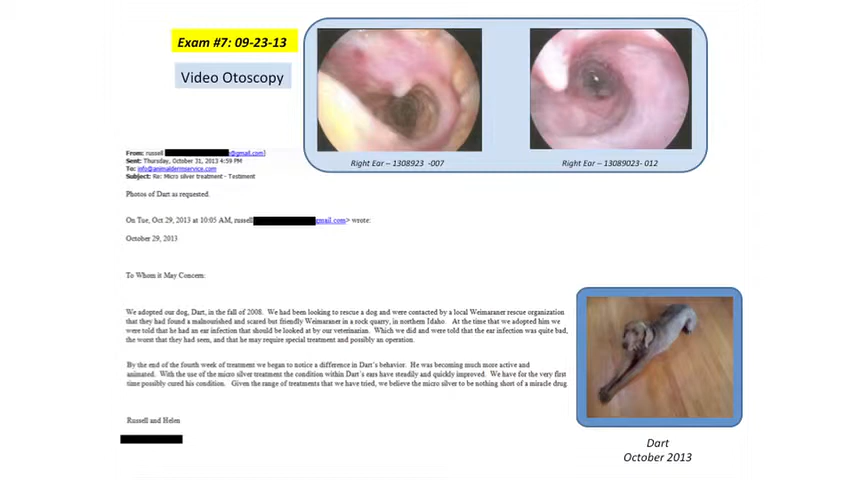 Exam #7: 09-23-13
Video Otoscopy
Right Ear – 1308923 -007
Right Ear – 13089023- 012
From: russell @gmail.com]
Sent: Thursday, October 31, 2013 4:59 PM
To: info@animaldermservice.com
Subject: Re: Micro silver treatment - Testiment
Photos of Dart as requested.
On Tue, Oct 29, 2013 at 10:05 AM, russell gmail.com> wrote:
October 29, 2013
To Whom it May Concern:
We adopted our dog, Dart, in the fall of 2008. We had been looking to rescue a dog and were contacted by a local Weimaraner rescue organization
that they had found a malnourished and scared but friendly Weimaraner in a rock quarry, in northern Idaho. At the time that we adopted him we
were told that he had an ear infection that should be looked at by our veterinarian. Which we did and were told that the ear infection was quite bad,
the worst that they had seen, and that he may require special treatment and possibly an operation.
By the end of the fourth week of treatment we began to notice a difference in Dart's behavior. He was becoming much more active and
animated. With the use of the micro silver treatment the condition within Dart's ears have steadily and quickly improved. We have for the very first
time possibly cured his condition. Given the range of treatments that we have tried, we believe the micro silver to be nothing short of a miracle drug.
Russell and Helen
Dart
October 2013